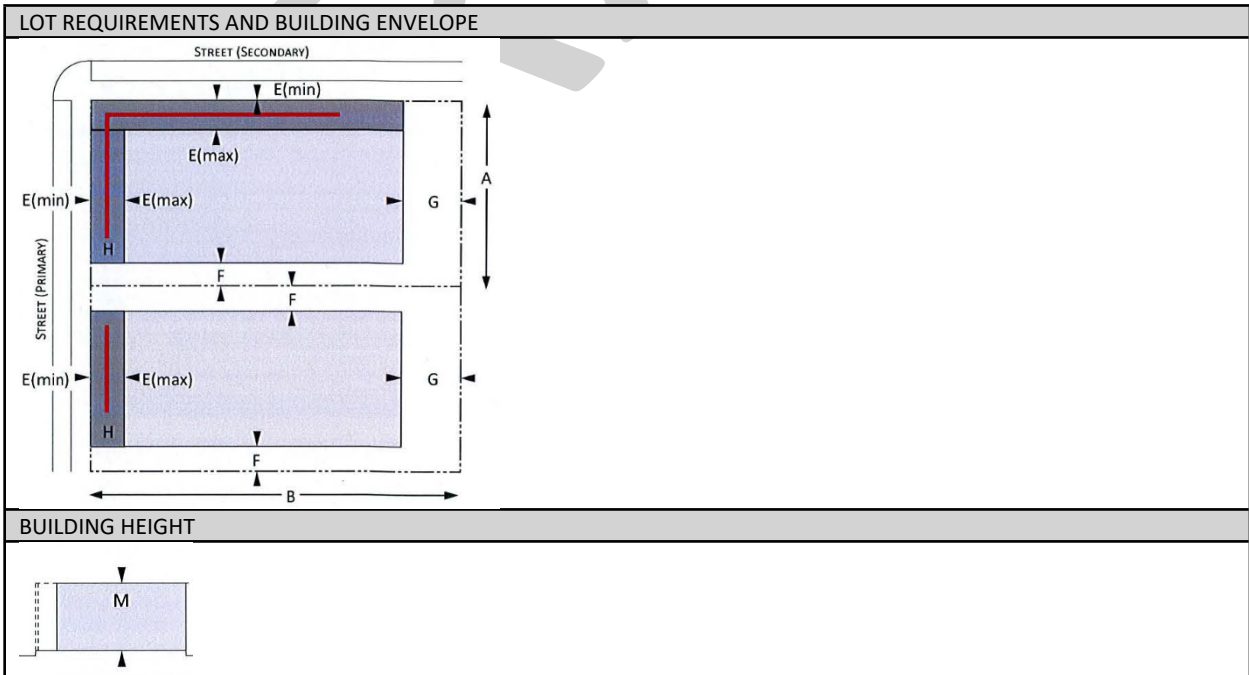 LOT REQUIREMENTS AND BUILDING ENVELOPE
STREET (SECONDARY)
E(min)
E(max)
A
E(min)
E(max)
G
H
F
F
STREET (PRIMARY)
E(min)
E(max)
G
H
F
B
BUILDING HEIGHT
M